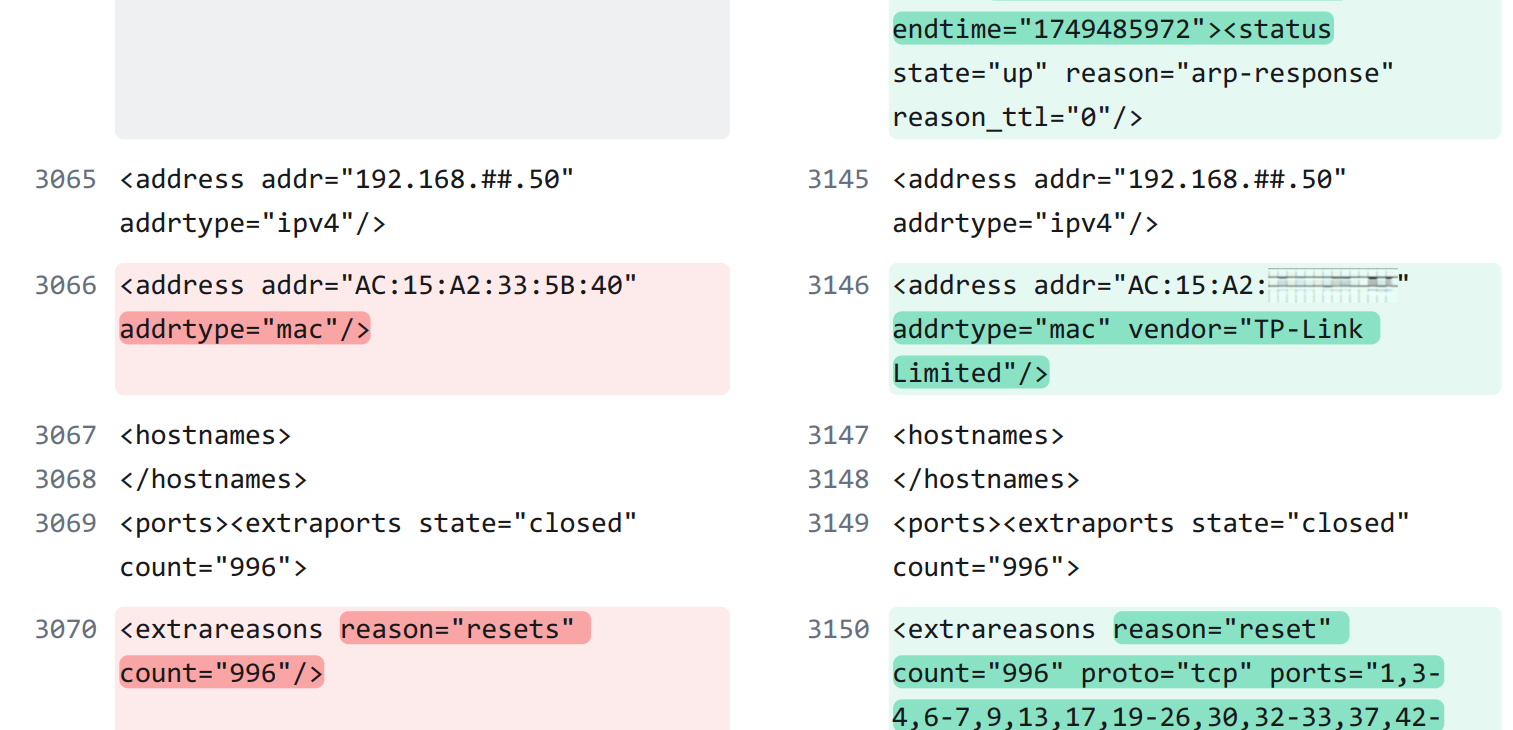 endtime="1749485972"><status
state="up" reason="arp-response"
reason_ttl="0"/>
3065 <address addr="192.168.##.50"
addrtype="ipv4"/>
3145 <address addr="192.168.##.50"
addrtype="ipv4"/>
3066 <address addr="AC:15:A2:33:5B:40"
addrtype="mac"/>
3146 <address addr="AC:15:A2:"
addrtype="mac" vendor="TP-Link
Limited"/>
3067 <hostnames>
3068 </hostnames>
3069 <ports><extraports state="closed"
count="996">
3147 <hostnames>
3148 </hostnames>
3149 <ports><extraports state="closed"
count="996">
3070 <extrareasons reason="resets"
count="996"/>
3150 <extrareasons reason="reset"
count="996" proto="tcp" ports="1,3-
4,6-7,9,13,17,19-26,30,32-33,37,42-